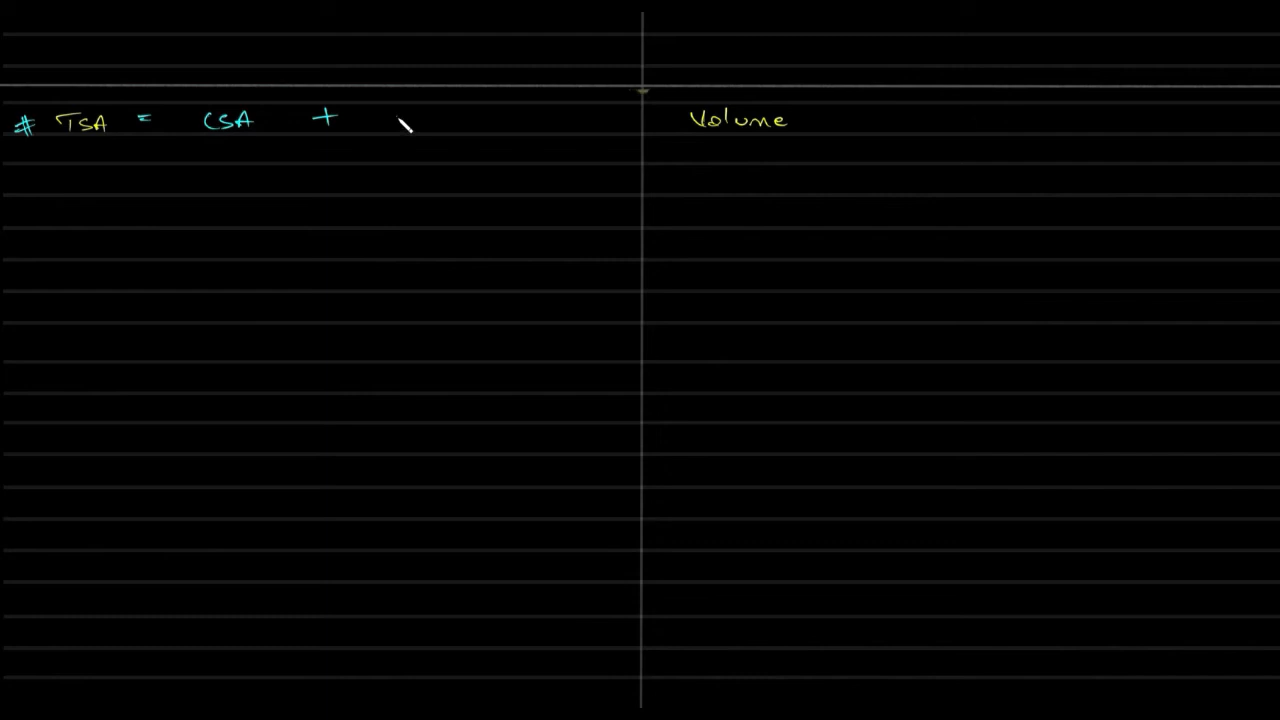 # TSA = CSA +
Volume